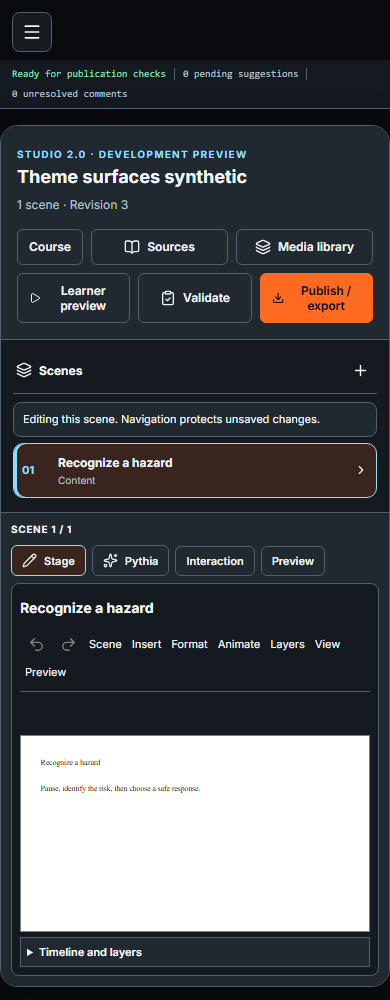 Ready for publication checks | 0 pending suggestions |
0 unresolved comments
STUDIO 2.0 · DEVELOPMENT PREVIEW
Theme surfaces synthetic
1 scene · Revision 3
Course
Sources
Media library
Learner
preview
Validate
Publish /
export
Scenes
Editing this scene. Navigation protects unsaved changes.
01
Recognize a hazard
Content
SCENE 1 / 1
Stage
Pythia
Interaction
Preview
Recognize a hazard
Scene Insert Format Animate Layers View
Preview
Recognize a hazard
Pause, identify the risk, then choose a safe response.
Timeline and layers